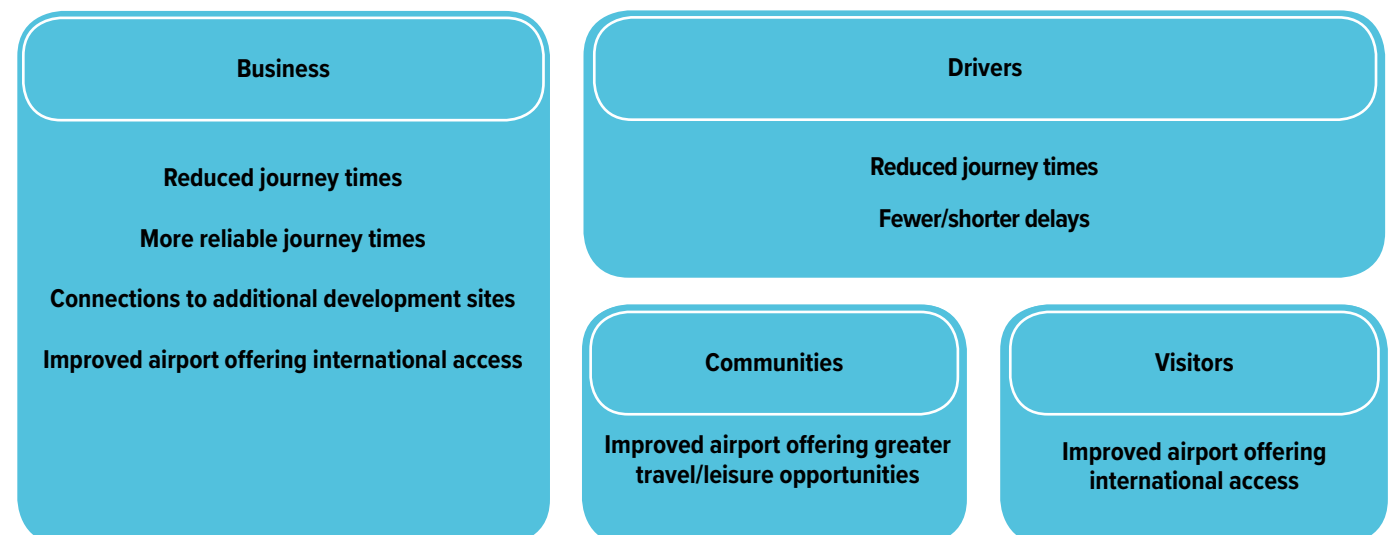 Business
Reduced journey times
More reliable journey times
Connections to additional development sites
Improved airport offering international access
Drivers
Reduced journey times
Fewer/shorter delays
Communities
Improved airport offering greater
travel/leisure opportunities
Visitors
Improved airport offering
international access